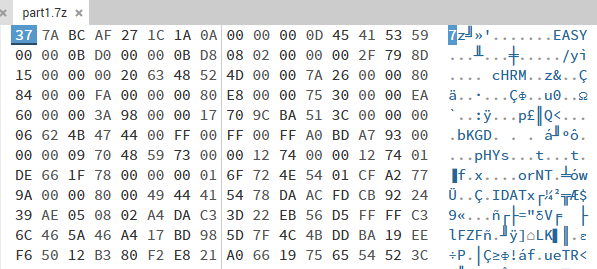 part1.7z
37 7A BC AF 27 1C 1A 0A 00 00 00 0D 45 41 53 59
00 00 0B D0 00 00 0B D8 08 02 00 00 00 2F 79 8D
15 00 00 00 20 63 48 52 4D 00 00 7A 26 00 00 80
84 00 00 FA 00 00 00 80 E8 00 00 75 30 00 00 EA
60 00 00 3A 98 00 00 17 70 9C BA 51 3C 00 00 00
06 62 4B 47 44 00 FF 00 FF 00 FF A0 BD A7 93 00
00 00 09 70 48 59 73 00 00 12 74 00 00 12 74 01
DE 66 1F 78 00 00 00 01 6F 72 4E 54 01 CF A2 77
9A 00 00 80 00 49 44 41 54 78 DA AC FD CB 92 24
39 AE 05 08 02 A4 DA C3 3D 22 EB 56 D5 FF FF C3
6C 46 5A 46 A4 17 BD 98 5D 7F 4C 4B DD BA 19 EE
F6 50 12 B3 80 F2 E8 21 A0 66 19 75 65 54 52 3C